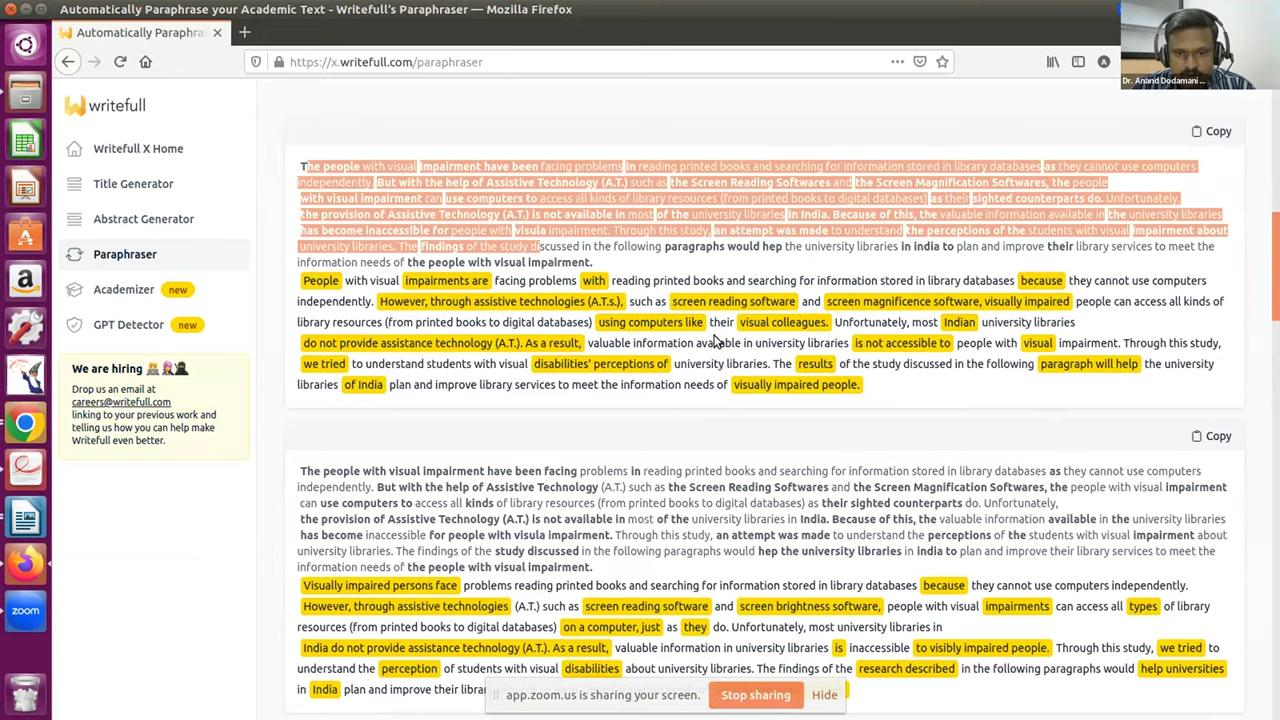 Automatically Paraphrase your Academic Text - Writefull's Paraphraser — Mozilla Firefox
Automatically Paraphra
https://x.writefull.com/paraphraser
Dr. Anand Dodamani ...
writefull
Writefull X Home
Title Generator
Abstract Generator
Paraphraser
Academizer new
GPT Detector new
We are hiring
Drop us an email at
careers@writefull.com
linking to your previous work and
telling us how you can help make
Writefull even better.
Copy
The people with visual impairment have been facing problems in reading printed books and searching for information stored in library databases as they cannot use computers
independently. But with the help of Assistive Technology (A.T.) such as the Screen Reading Softwares and the Screen Magnification Softwares, the people
with visual impairment can use computers to access all kinds of library resources (from printed books to digital databases) as their sighted counterparts do. Unfortunately,
the provision of Assistive Technology (A.T.) is not available in most of the university libraries in India. Because of this, the valuable information available in the university libraries
has become inaccessible for people with visula impairment. Through this study, an attempt was made to understand the perceptions of the students with visual impairment about
university libraries. The findings of the study discussed in the following paragraphs would hep the university libraries in india to plan and improve their library services to meet the
information needs of the people with visual impairment.
People with visual impairments are facing problems with reading printed books and searching for information stored in library databases because they cannot use computers
independently. However, through assistive technologies (A.T.s.), such as screen reading software and screen magnificence software, visually impaired people can access all kinds of
library resources (from printed books to digital databases) using computers like their visual colleagues. Unfortunately, most Indian university libraries
do not provide assistance technology (A.T.). As a result, valuable information available in university libraries is not accessible to people with visual impairment. Through this study,
we tried to understand students with visual disabilities' perceptions of university libraries. The results of the study discussed in the following paragraph will help the university
libraries of India plan and improve library services to meet the information needs of visually impaired people.
Copy
The people with visual impairment have been facing problems in reading printed books and searching for information stored in library databases as they cannot use computers
independently. But with the help of Assistive Technology (A.T.) such as the Screen Reading Softwares and the Screen Magnification Softwares, the people with visual impairment
can use computers to access all kinds of library resources (from printed books to digital databases) as their sighted counterparts do. Unfortunately,
the provision of Assistive Technology (A.T.) is not available in most of the university libraries in India. Because of this, the valuable information available in the university libraries
has become inaccessible for people with visula impairment. Through this study, an attempt was made to understand the perceptions of the students with visual impairment about
university libraries. The findings of the study discussed in the following paragraphs would hep the university libraries in india to plan and improve their library services to meet the
information needs of the people with visual impairment.
Visually impaired persons face problems reading printed books and searching for information stored in library databases because they cannot use computers independently.
However, through assistive technologies (A.T.) such as screen reading software and screen brightness software, people with visual impairments can access all types of library
resources (from printed books to digital databases) on a computer, just as they do. Unfortunately, most university libraries in
India do not provide assistance technology (A.T.). As a result, valuable information in university libraries is inaccessible to visibly impaired people. Through this study, we tried to
understand the perception of students with visual disabilities about university libraries. The findings of the research described in the following paragraphs would help universities
in India plan and improve their librar
app.zoom.us is sharing your screen. Stop sharing Hide
zoom